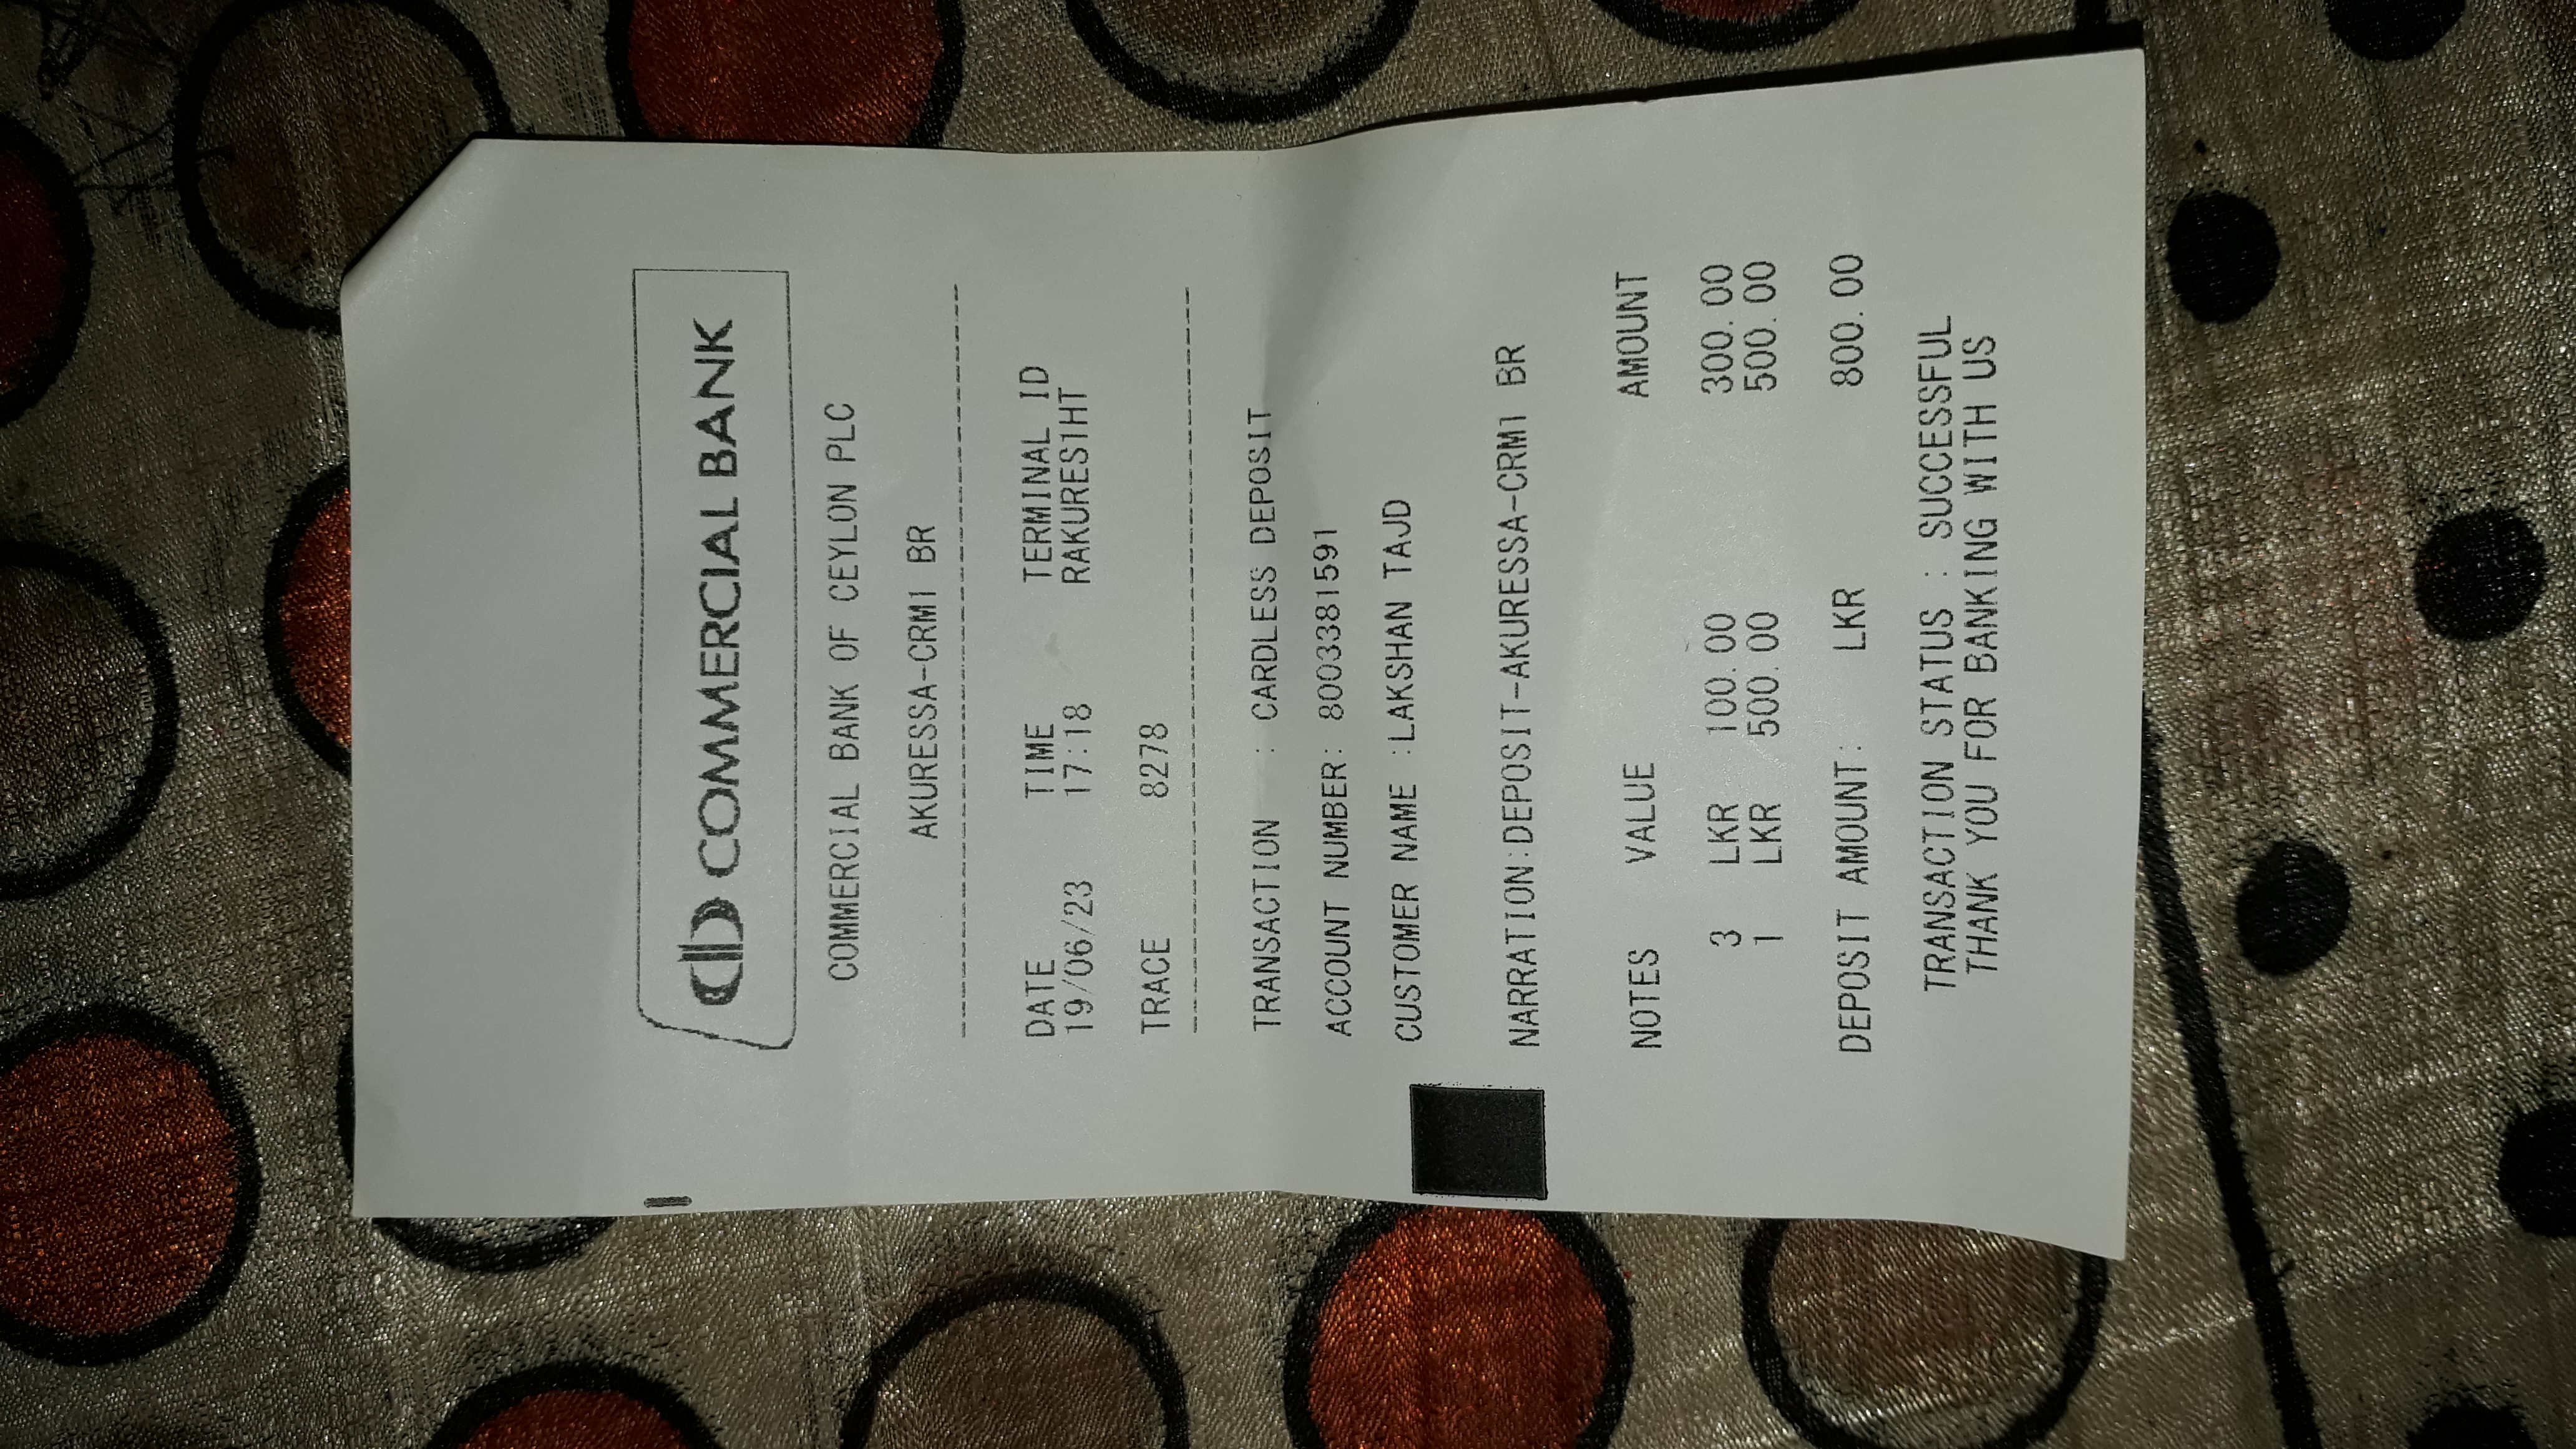 COMMERCIAL BANK
COMMERCIAL BANK OF CEYLON PLC
AKURESSA-CRM1 BR
DATE TIME TERMINAL ID
19/06/23 17:18 RAKURES1HT
TRACE 8278
TRANSACTION : CARDLESS DEPOSIT
ACCOUNT NUMBER: 8003381591
CUSTOMER NAME :LAKSHAN TAJD
NARRATION:DEPOSIT-AKURESSA-CRM1 BR
NOTES VALUE AMOUNT
3 LKR 100.00 300.00
1 LKR 500.00 500.00
DEPOSIT AMOUNT: LKR 800.00
TRANSACTION STATUS : SUCCESSFUL
THANK YOU FOR BANKING WITH US